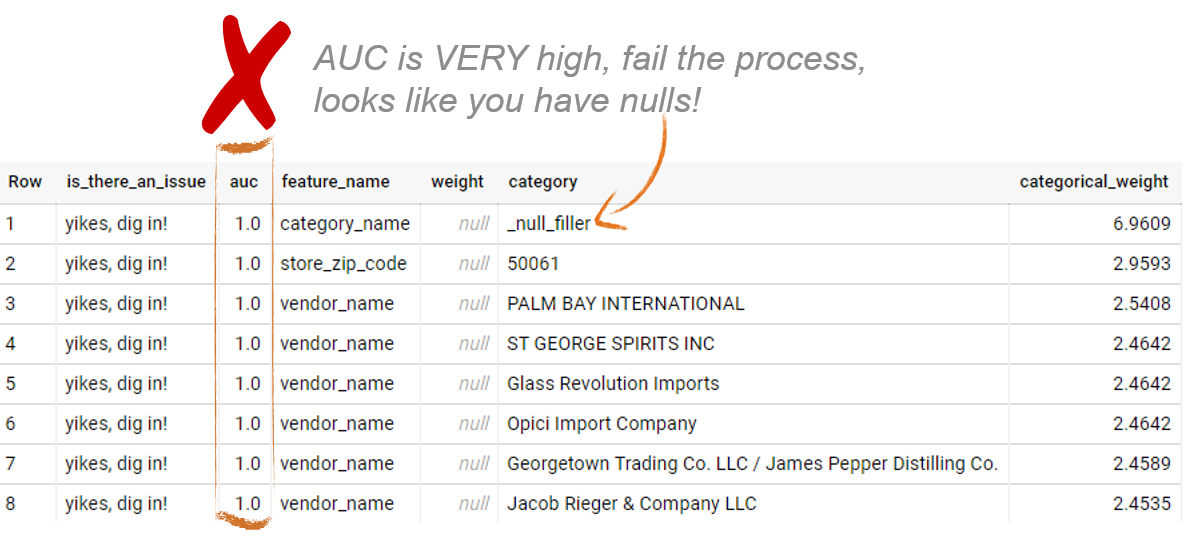 AUC is VERY high, fail the process,
looks like you have nulls!
Row is_there_an_issue auc feature_name weight category categorical_weight
1 yikes, dig in! 1.0 category_name null _null_filler 6.9609
2 yikes, dig in! 1.0 store_zip_code null 50061 2.9593
3 yikes, dig in! 1.0 vendor_name null PALM BAY INTERNATIONAL 2.5408
4 yikes, dig in! 1.0 vendor_name null ST GEORGE SPIRITS INC 2.4642
5 yikes, dig in! 1.0 vendor_name null Glass Revolution Imports 2.4642
6 yikes, dig in! 1.0 vendor_name null Opici Import Company 2.4642
7 yikes, dig in! 1.0 vendor_name null Georgetown Trading Co. LLC / James Pepper Distilling Co. 2.4589
8 yikes, dig in! 1.0 vendor_name null Jacob Rieger & Company LLC 2.4535